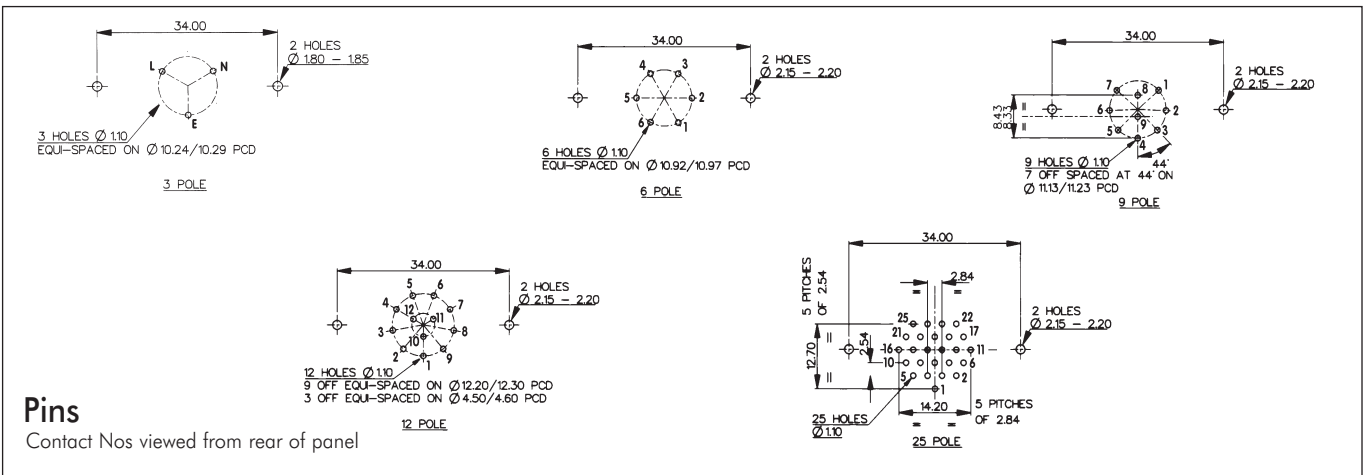 34.00
2 HOLES
Ø 1.80 – 1.85
L
N
E
3 HOLES Ø 1.10
EQUI-SPACED ON Ø 10.24/10.29 PCD
3 POLE
34.00
2 HOLES
Ø 2.15 – 2.20
4
3
5
2
6
1
6 HOLES Ø 1.10
EQUI-SPACED ON Ø 10.92/10.97 PCD
6 POLE
34.00
2 HOLES
Ø 2.15 – 2.20
7
8
1
6
2
9
5
3
4
8.43
8.33
44°
9 HOLES Ø 1.10
7 OFF SPACED AT 44° ON
Ø 11.13/11.23 PCD
9 POLE
34.00
2 HOLES
Ø 2.15 – 2.20
5
6
4
7
12
11
3
8
10
2
9
1
12 HOLES Ø 1.10
9 OFF EQUI-SPACED ON Ø 12.20/12.30 PCD
3 OFF EQUI-SPACED ON Ø 4.50/4.60 PCD
12 POLE
34.00
2.84
5 PITCHES
OF 2.54
2 HOLES
Ø 2.15 – 2.20
25
22
21
17
16
11
10
6
5
2
1
12.70
2.54
14.20
5 PITCHES
OF 2.84
25 HOLES
Ø 1.10
25 POLE
Pins
Contact Nos viewed from rear of panel